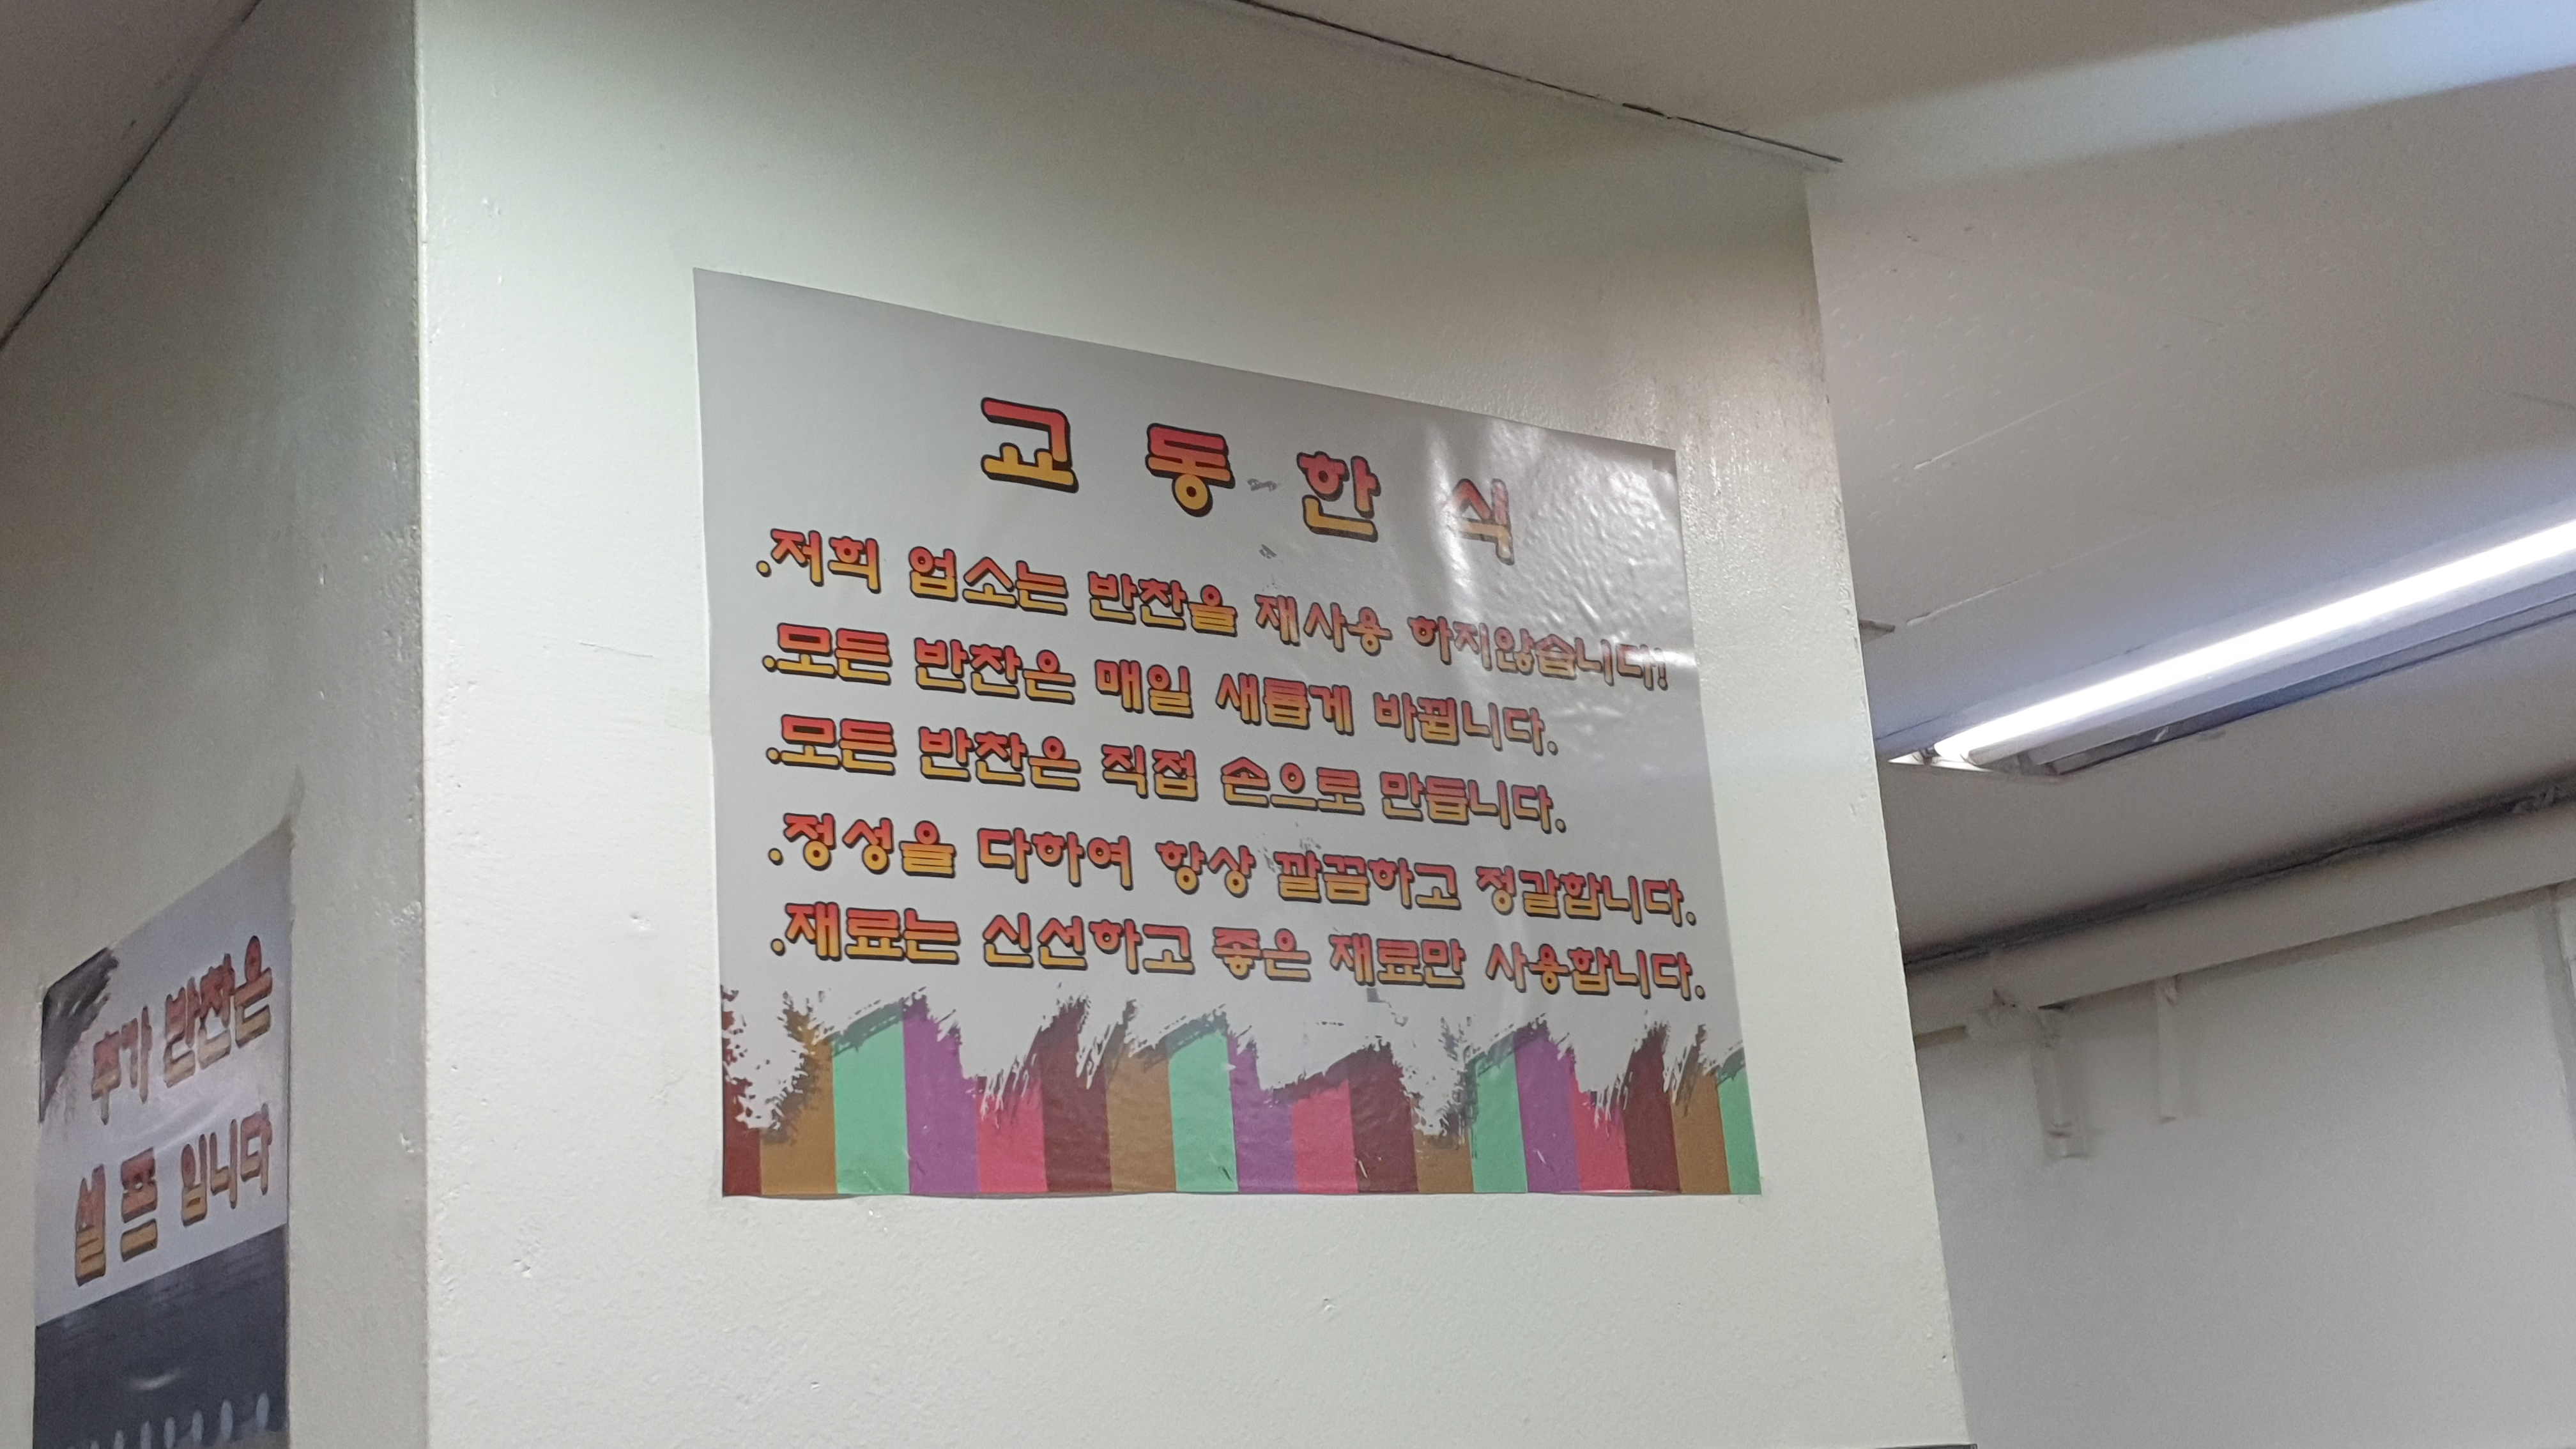 교동한식
.저희 업소는 반찬을 재사용 하지않습니다!
.모든 반찬은 매일 새롭게 바뀝니다.
.모든 반찬은 직접 손으로 만듭니다.
.정성을 다하여 항상 깔끔하고 정갈합니다.
.재료는 신선하고 좋은 재료만 사용합니다.
추가 반찬은
셀프 입니다